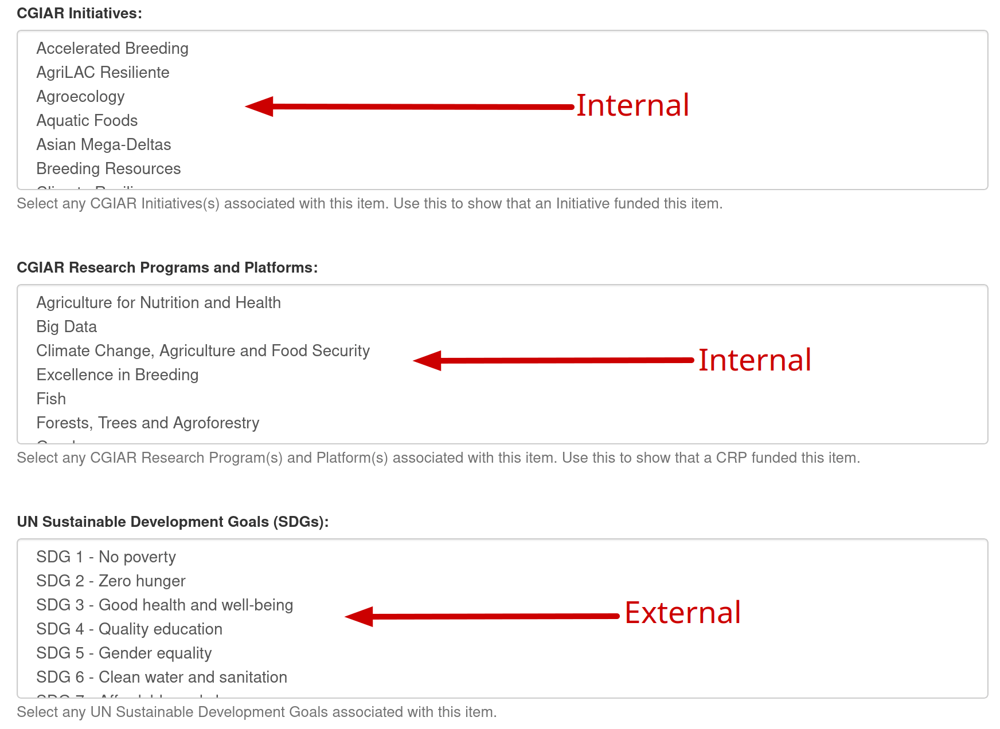 CGIAR Initiatives:
Accelerated Breeding
AgriLAC Resiliente
Agroecology
Internal
Aquatic Foods
Asian Mega-Deltas
Breeding Resources
Select any CGIAR Initiatives(s) associated with this item. Use this to show that an Initiative funded this item.
CGIAR Research Programs and Platforms:
Agriculture for Nutrition and Health
Big Data
Climate Change, Agriculture and Food Security
Internal
Excellence in Breeding
Fish
Forests, Trees and Agroforestry
Select any CGIAR Research Program(s) and Platform(s) associated with this item. Use this to show that a CRP funded this item.
UN Sustainable Development Goals (SDGs):
SDG 1 - No poverty
SDG 2 - Zero hunger
SDG 3 - Good health and well-being
External
SDG 4 - Quality education
SDG 5 - Gender equality
SDG 6 - Clean water and sanitation
Select any UN Sustainable Development Goals associated with this item.